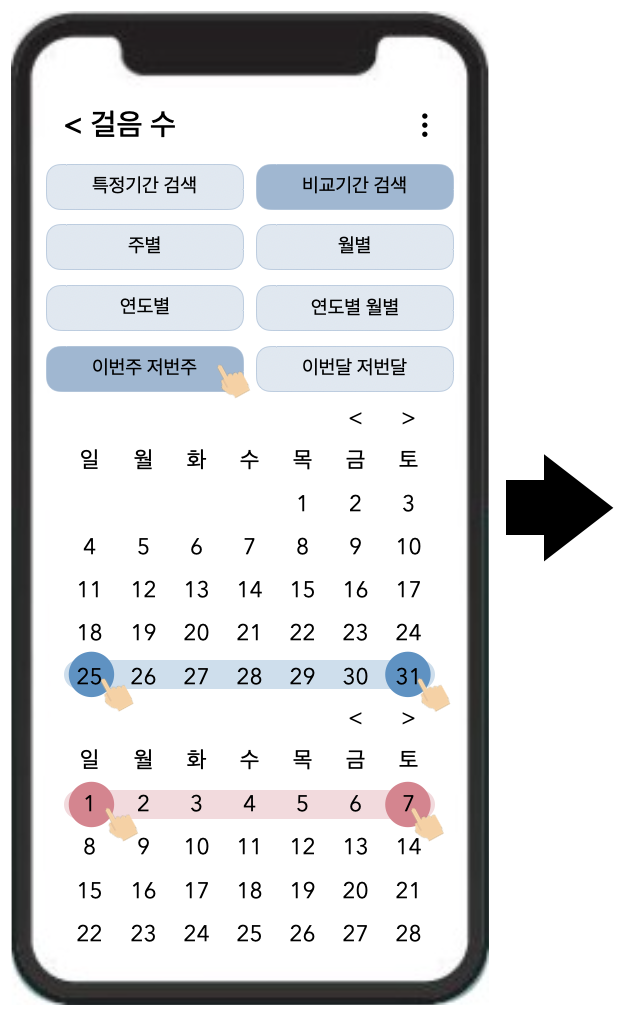 < 걸음 수
특정기간 검색 비교기간 검색
주별 월별
연도별 연도별 월별
이번주 저번주 이번달 저번달
< >
일 월 화 수 목 금 토
1 2 3
4 5 6 7 8 9 10
11 12 13 14 15 16 17
18 19 20 21 22 23 24
25 26 27 28 29 30 31
< >
일 월 화 수 목 금 토
1 2 3 4 5 6 7
8 9 10 11 12 13 14
15 16 17 18 19 20 21
22 23 24 25 26 27 28